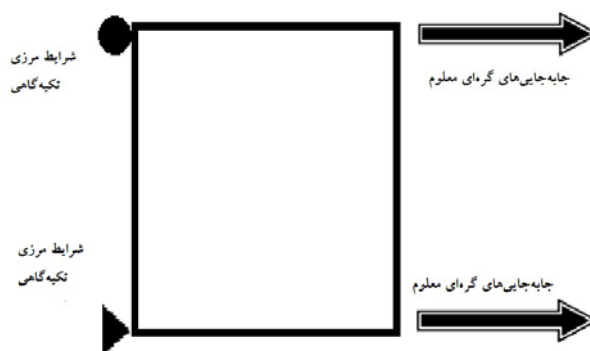 شرایط مرزی
تکیه‌گاهی
جابه‌جایی‌های گره‌ای معلوم
شرایط مرزی
تکیه‌گاهی
جابه‌جایی‌های گره‌ای معلوم